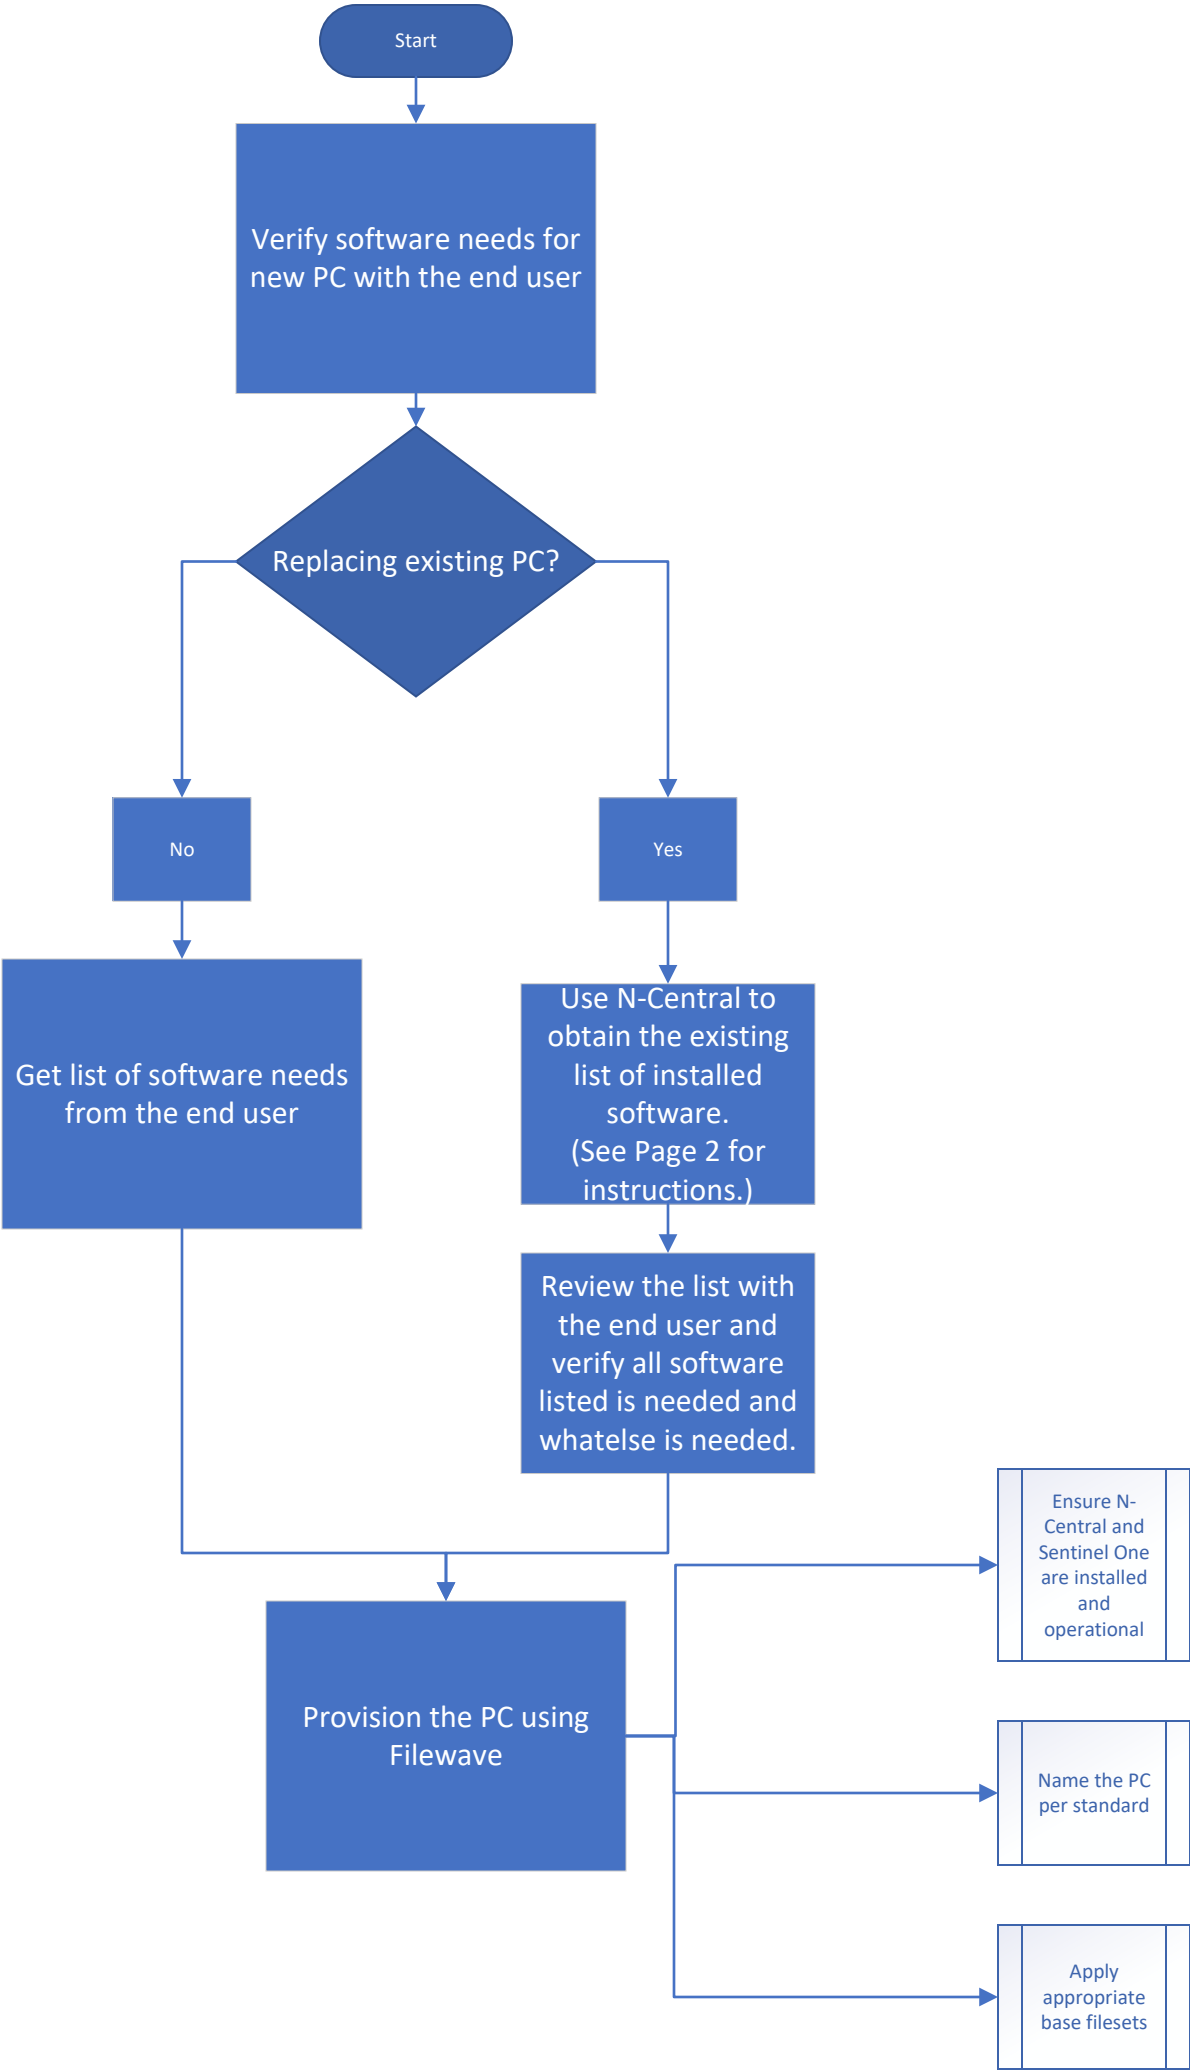 Start
Verify software needs for
new PC with the end user
Replacing existing PC?
No
Yes
Get list of software needs
from the end user
Use N-Central to
obtain the existing
list of installed
software.
(See Page 2 for
instructions.)
Review the list with
the end user and
verify all software
listed is needed and
whatelse is needed.
Provision the PC using
Filewave
Ensure N-
Central and
Sentinel One
are installed
and
operational
Name the PC
per standard
Apply
appropriate
base filesets